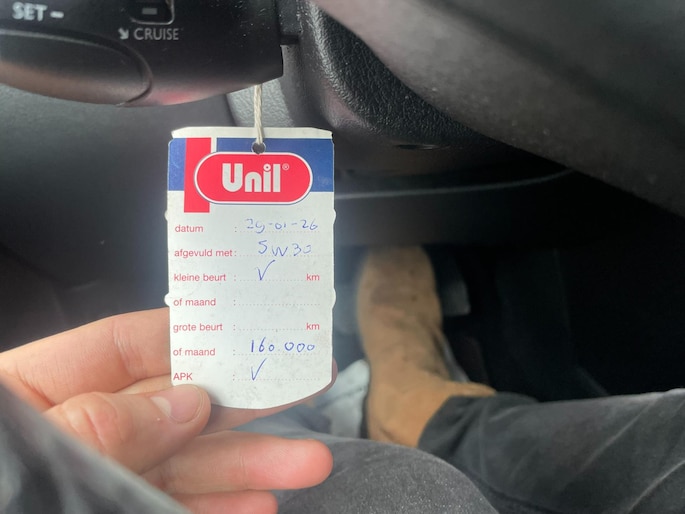 SET -
CRUISE
Unil®
datum : 29-01-26
afgevuld met: 5W30
kleine beurt : √ km
of maand :
grote beurt : km
of maand : 160.000
APK : √